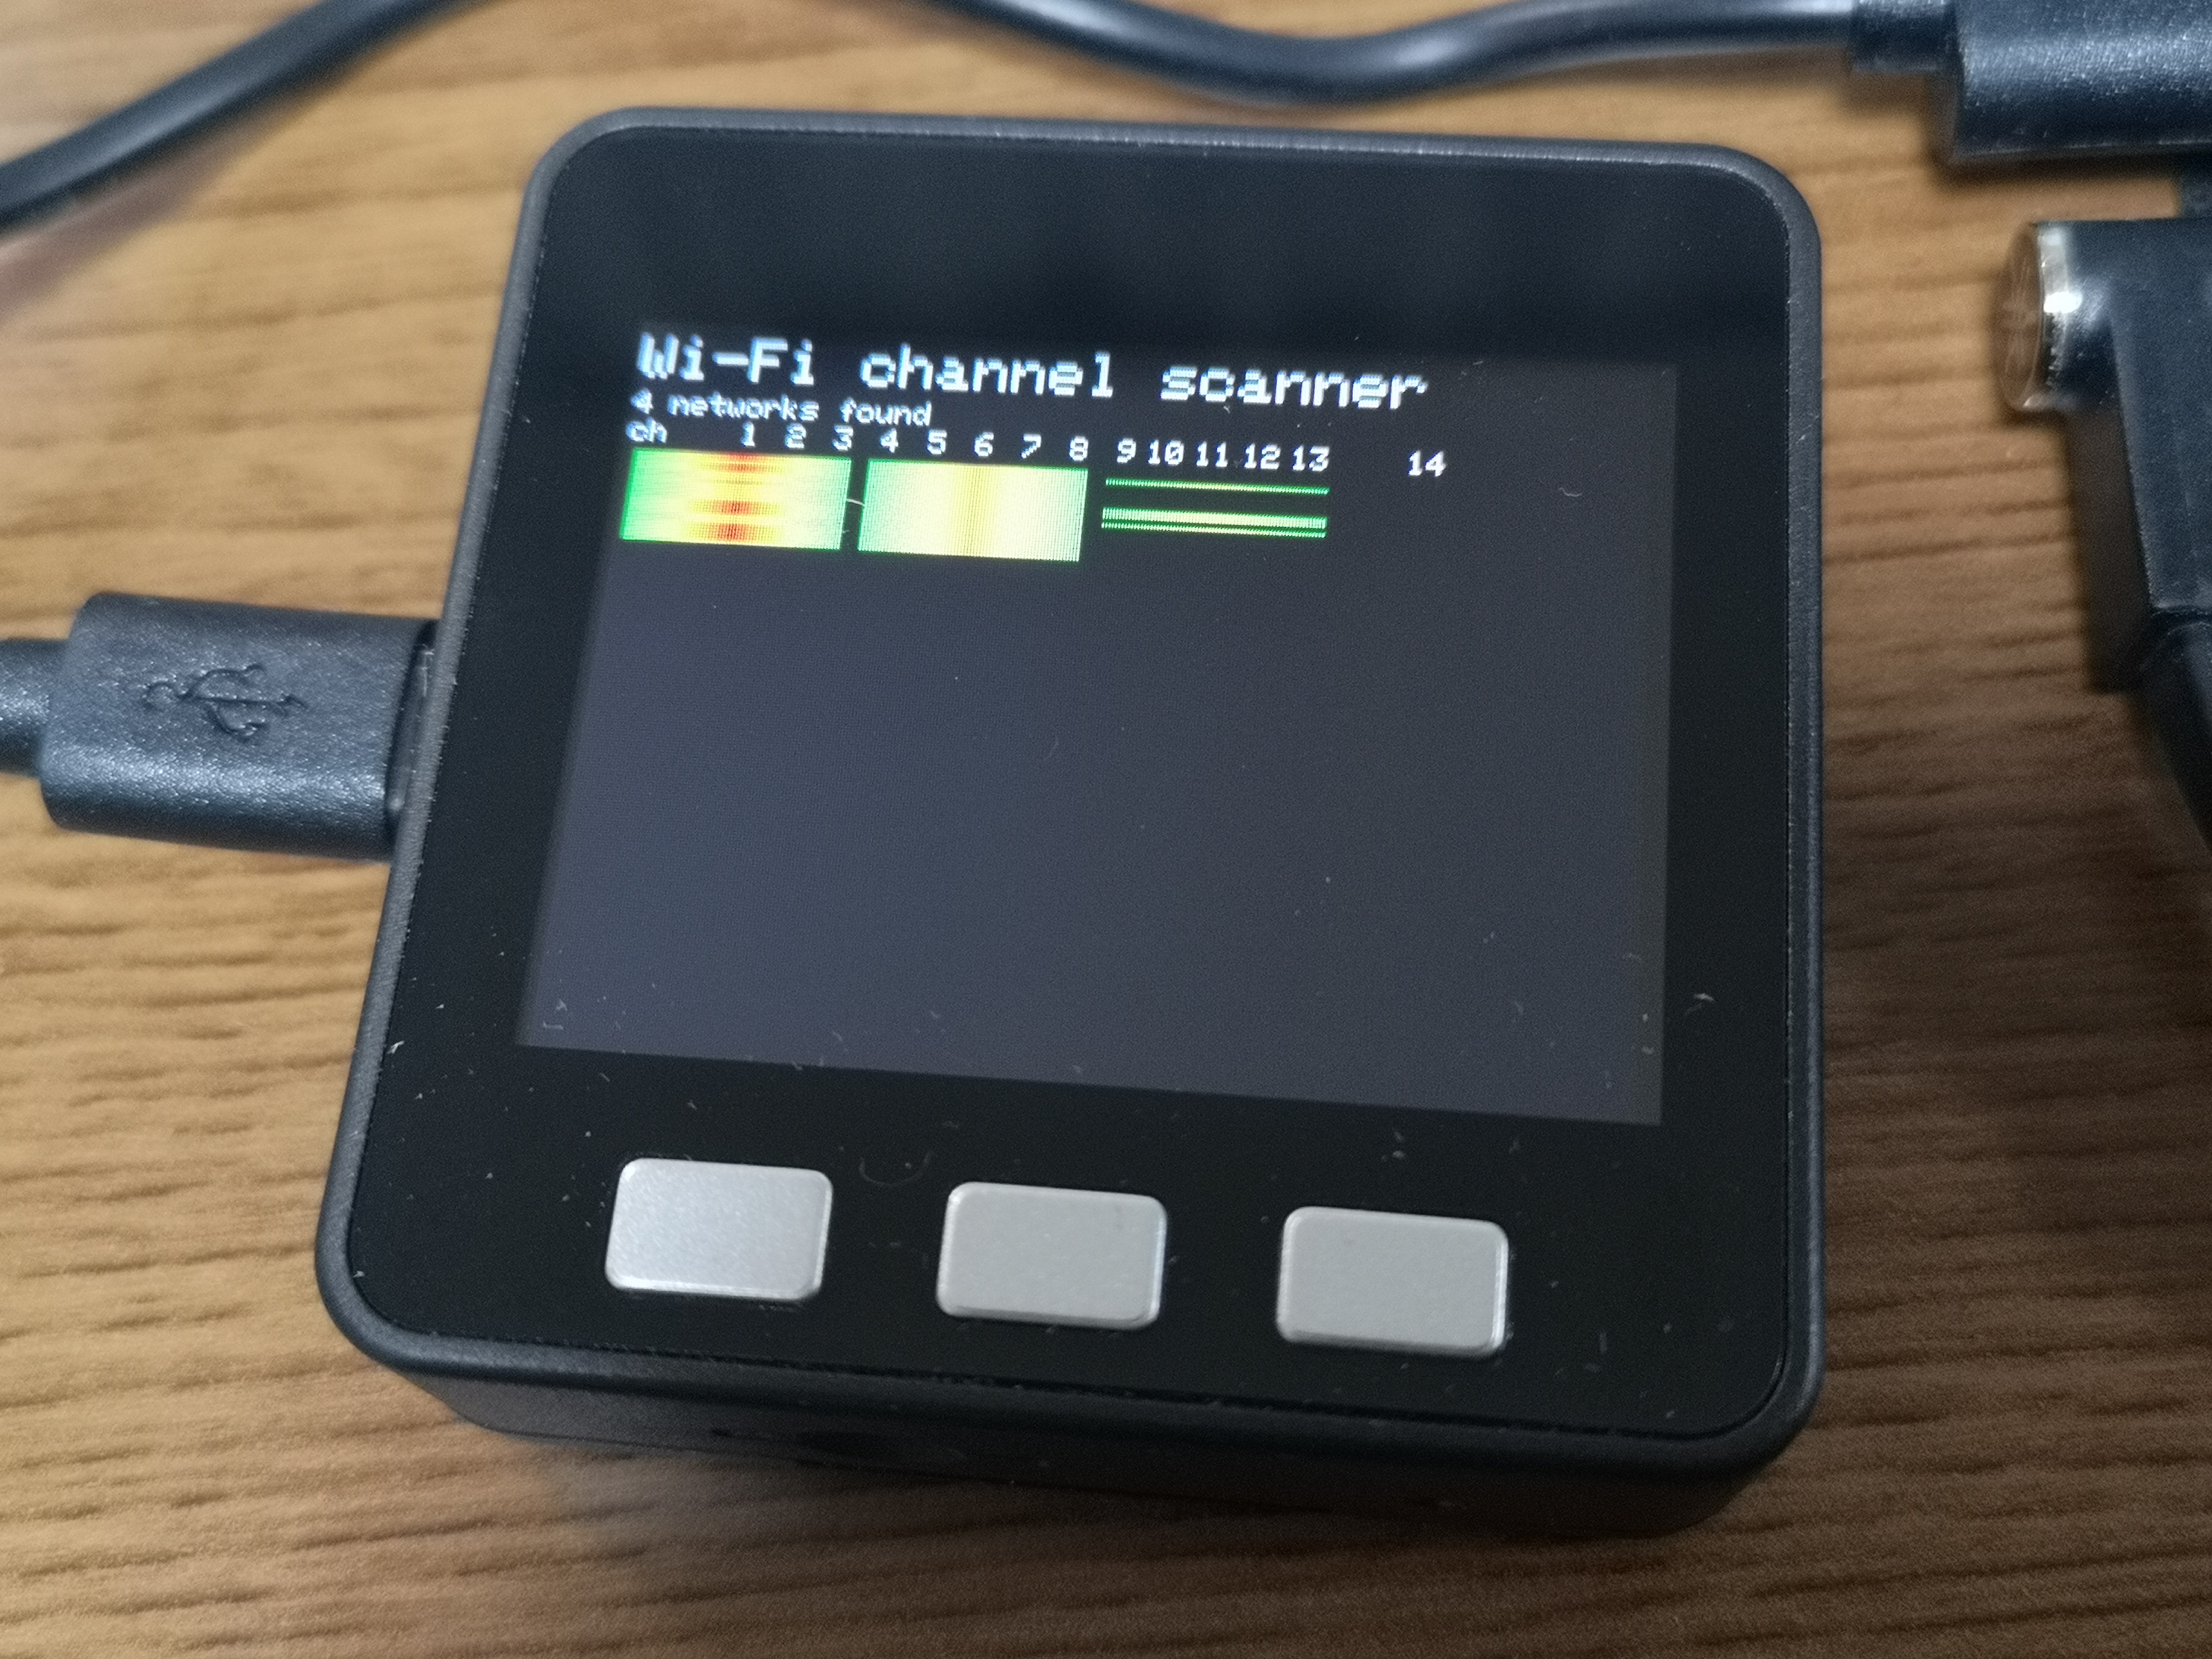 Wi-Fi channel scanner
4 networks found
ch 1 2 3 4 5 6 7 8 9 10 11 12 13 14